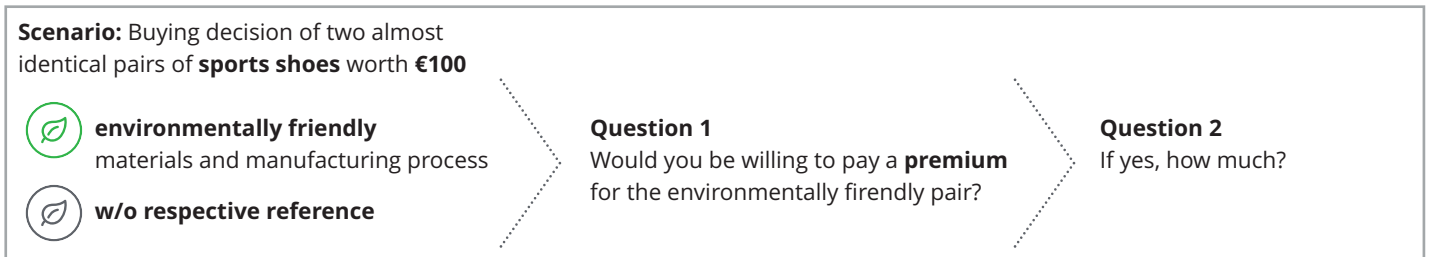 Scenario: Buying decision of two almost
identical pairs of sports shoes worth €100
environmentally friendly
materials and manufacturing process
w/o respective reference
Question 1
Would you be willing to pay a premium
for the environmentally firendly pair?
Question 2
If yes, how much?